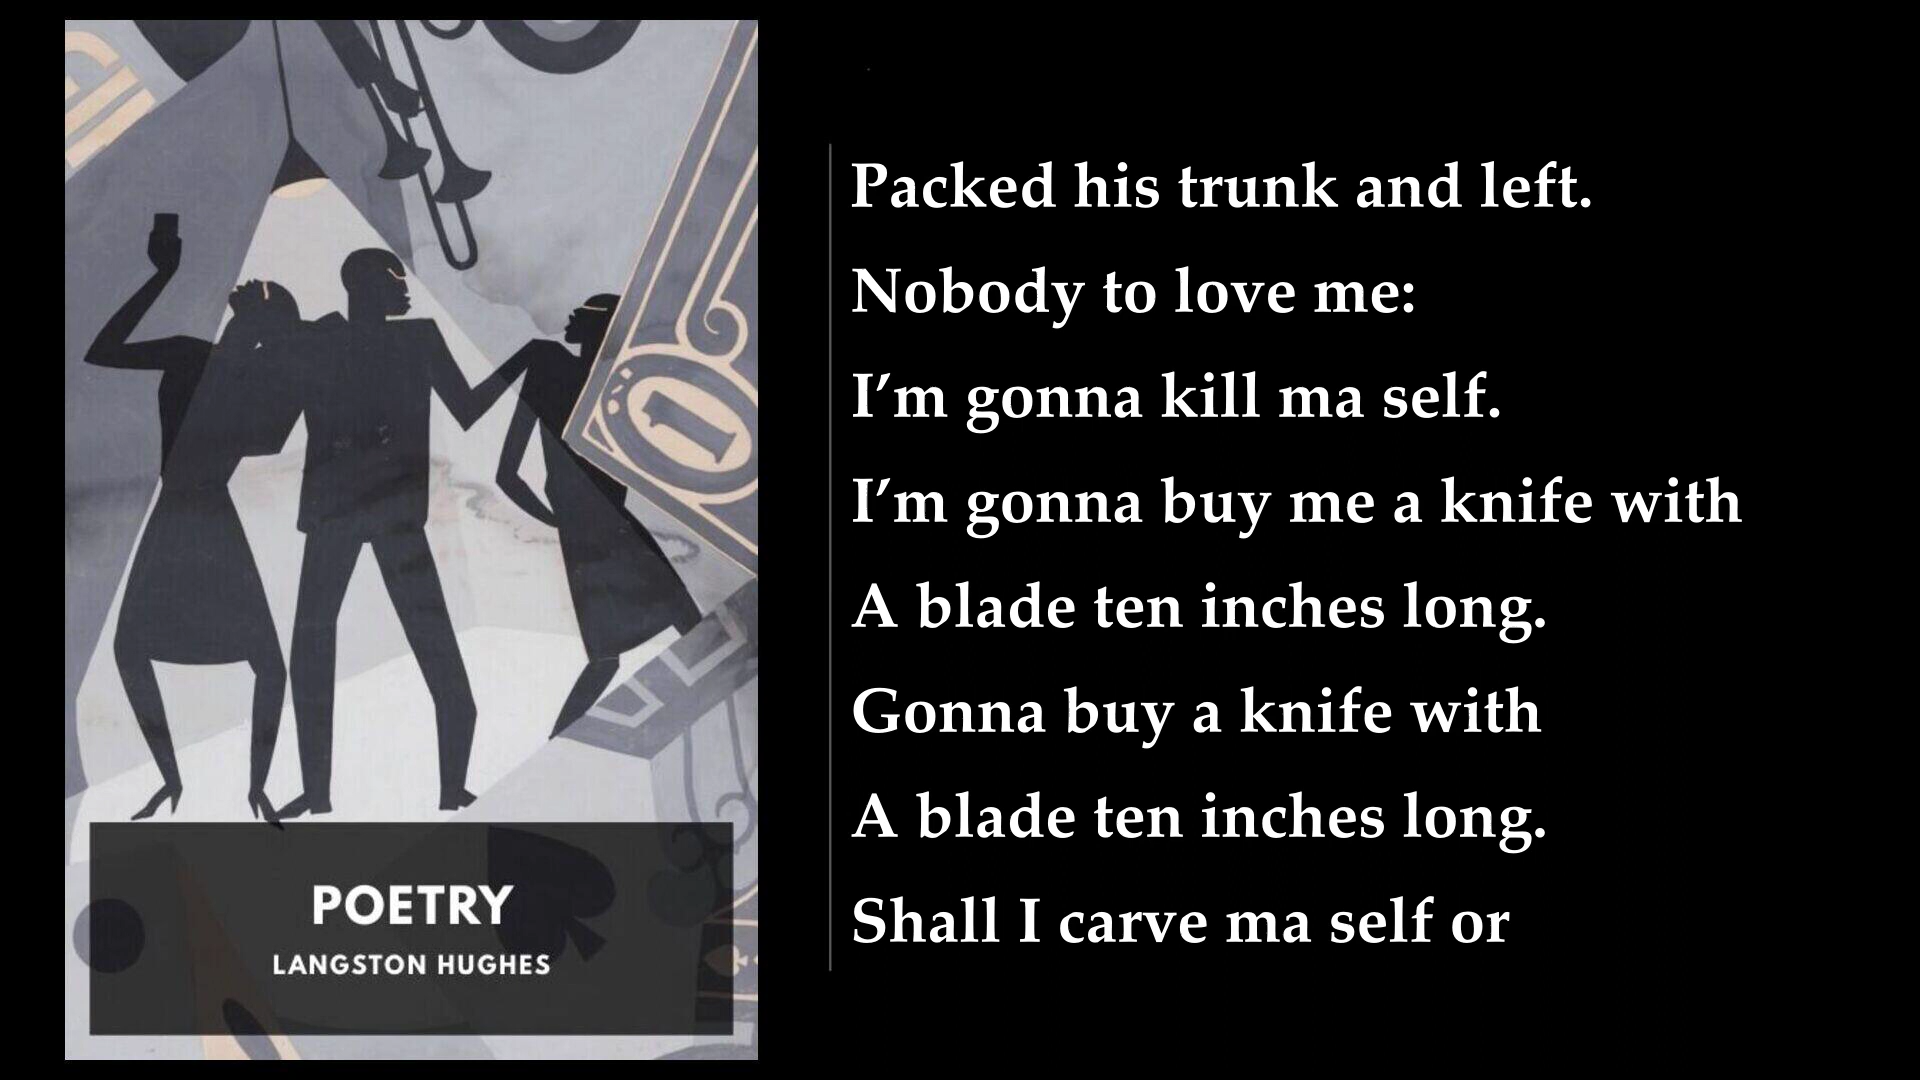 Packed his trunk and left.
Nobody to love me:
I’m gonna kill ma self.
I’m gonna buy me a knife with
A blade ten inches long.
Gonna buy a knife with
A blade ten inches long.
Shall I carve ma self or
POETRY
LANGSTON HUGHES